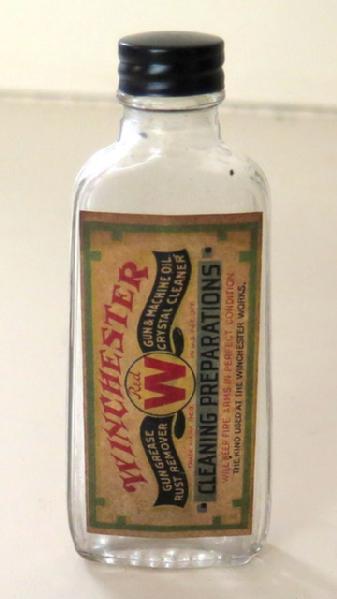 WINCHESTER
Red
W
GUN GREASE
RUST REMOVER
GUN & MACHINE OIL
CRYSTAL CLEANER
CLEANING PREPARATIONS
WILL KEEP FIRE ARMS IN PERFECT CONDITION
THE KIND USED AT THE WINCHESTER WORKS.